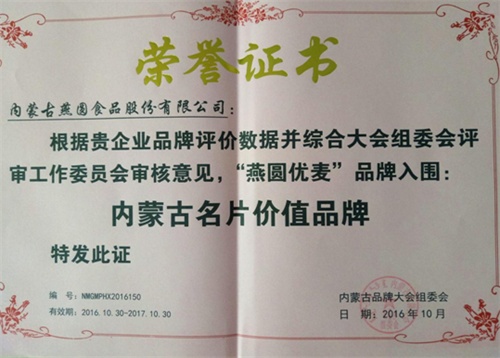 荣誉证书
内蒙古燕圆食品股份有限公司：
根据贵企业品牌评价数据并综合大会组委会评
审工作委员会审核意见，“燕圆优麦”品牌入围：
内蒙古名片价值品牌
特发此证
编 号：NMGMPHX2016150
有效期：2016.10.30-2017.10.30
内蒙古品牌大会组委会
日 期：2016年10月